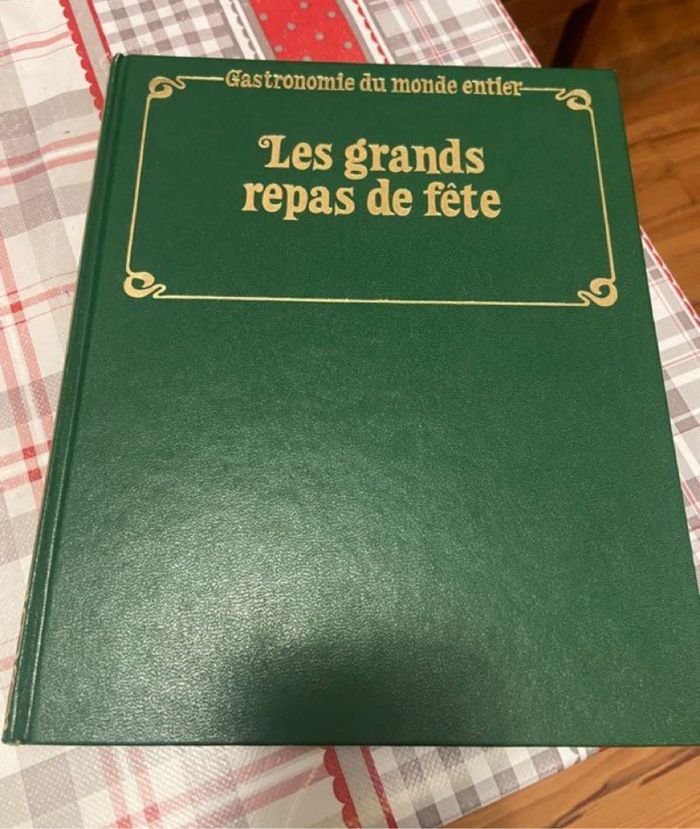 Gastronomie du monde entier
Les grands
repas de fête